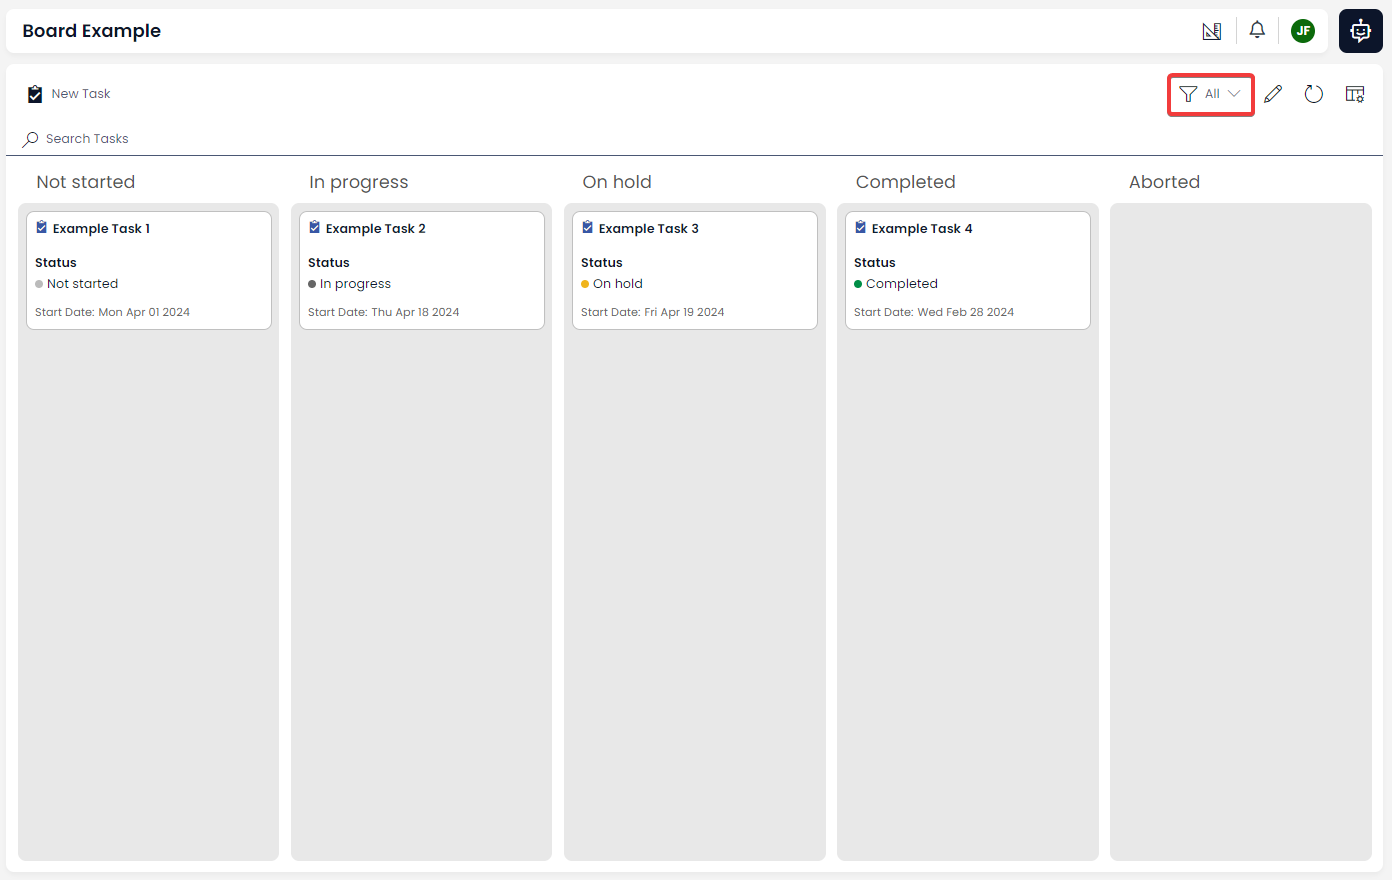 Board Example
JF
New Task
All
Search Tasks
Not started
In progress
On hold
Completed
Aborted
Example Task 1
Status
Not started
Start Date: Mon Apr 01 2024
Example Task 2
Status
In progress
Start Date: Thu Apr 18 2024
Example Task 3
Status
On hold
Start Date: Fri Apr 19 2024
Example Task 4
Status
Completed
Start Date: Wed Feb 28 2024